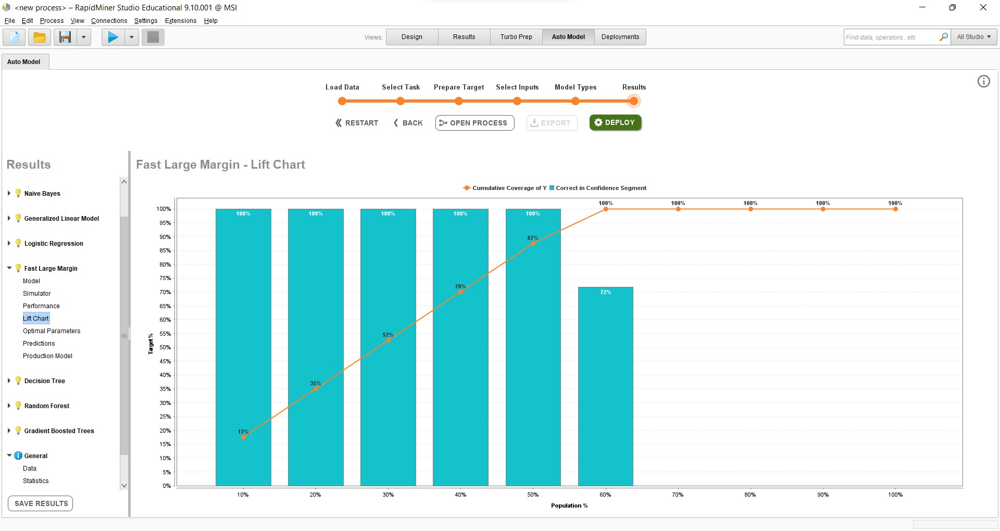 <new process> – RapidMiner Studio Educational 9.10.001 @ MSI
File Edit Process View Connections Settings Extensions Help
Views: Design Results Turbo Prep Auto Model Deployments
Find data, operators...etc All Studio
Auto Model
Load Data Select Task Prepare Target Select Inputs Model Types Results
RESTART BACK OPEN PROCESS EXPORT DEPLOY
Results
Naive Bayes
Generalized Linear Model
Logistic Regression
Fast Large Margin
Model
Simulator
Performance
Lift Chart
Optimal Parameters
Predictions
Production Model
Decision Tree
Random Forest
Gradient Boosted Trees
General
Data
Statistics
SAVE RESULTS
Fast Large Margin - Lift Chart
Cumulative Coverage of Y Correct in Confidence Segment
Target %
100%
95%
90%
85%
80%
75%
70%
65%
60%
55%
50%
45%
40%
35%
30%
25%
20%
15%
10%
5%
0%
100% 100% 100% 100% 100%
100% 100% 100% 100% 100%
87%
72%
70%
52%
35%
17%
10% 20% 30% 40% 50% 60% 70% 80% 90% 100%
Population %